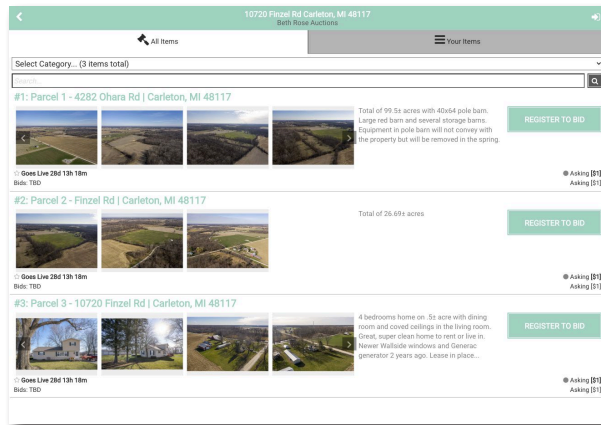 10720 Finzel Rd Carleton, MI 48117
Beth Rose Auctions
All Items
Your Items
Select Category... (3 items total)
Search...
#1: Parcel 1 - 4282 Ohara Rd | Carleton, MI 48117
Total of 99.5± acres with 40x64 pole barn.
Large red barn and several storage barns.
Equipment in pole barn will not convey with
the property but will be removed in the spring.
REGISTER TO BID
Goes Live 28d 13h 18m
Bids: TBD
Asking [$1]
Asking [$1]
#2: Parcel 2 - Finzel Rd | Carleton, MI 48117
Total of 26.69± acres
REGISTER TO BID
Goes Live 28d 13h 18m
Bids: TBD
Asking [$1]
Asking [$1]
#3: Parcel 3 - 10720 Finzel Rd | Carleton, MI 48117
4 bedrooms home on .5± acre with dining
room and coved ceilings in the living room.
Great, super clean home to rent or live in.
Newer Wallside windows and Generac
generator 2 years ago. Lease in place...
REGISTER TO BID
Goes Live 28d 13h 18m
Bids: TBD
Asking [$1]
Asking [$1]